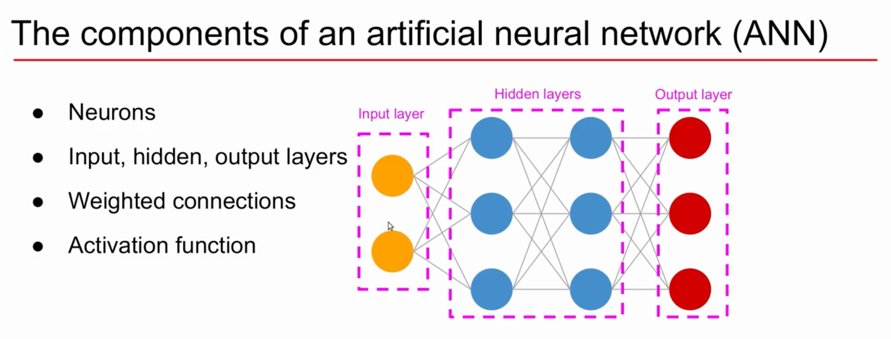 The components of an artificial neural network (ANN)
● Neurons
● Input, hidden, output layers
● Weighted connections
● Activation function
Input layer
Hidden layers
Output layer